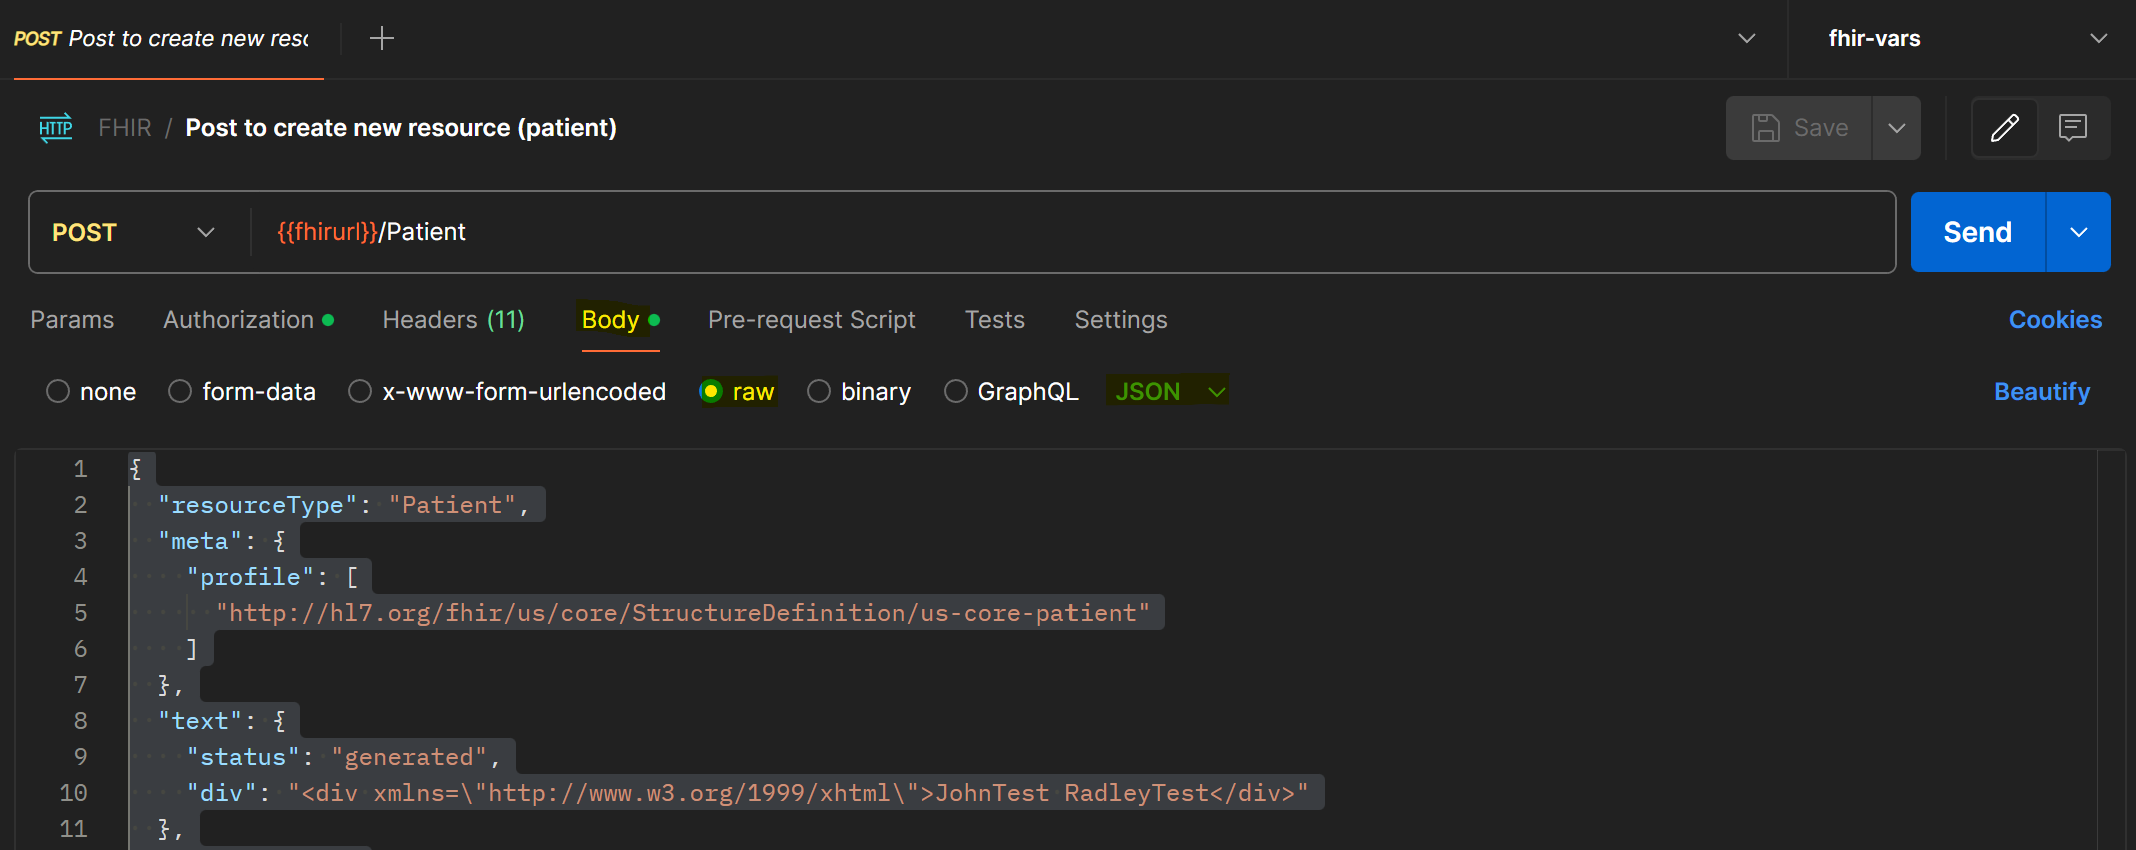 POST Post to create new reso
fhir-vars
HTTP FHIR / Post to create new resource (patient)
Save
POST {{fhirurl}}/Patient
Send
Params Authorization Headers (11) Body Pre-request Script Tests Settings Cookies
none form-data x-www-form-urlencoded raw binary GraphQL JSON Beautify
1 {
2 "resourceType": "Patient",
3 "meta": {
4 "profile": [
5 "http://hl7.org/fhir/us/core/StructureDefinition/us-core-patient"
6 ]
7 },
8 "text": {
9 "status": "generated",
10 "div": "<div xmlns=\"http://www.w3.org/1999/xhtml\">JohnTest RadleyTest</div>"
11 },